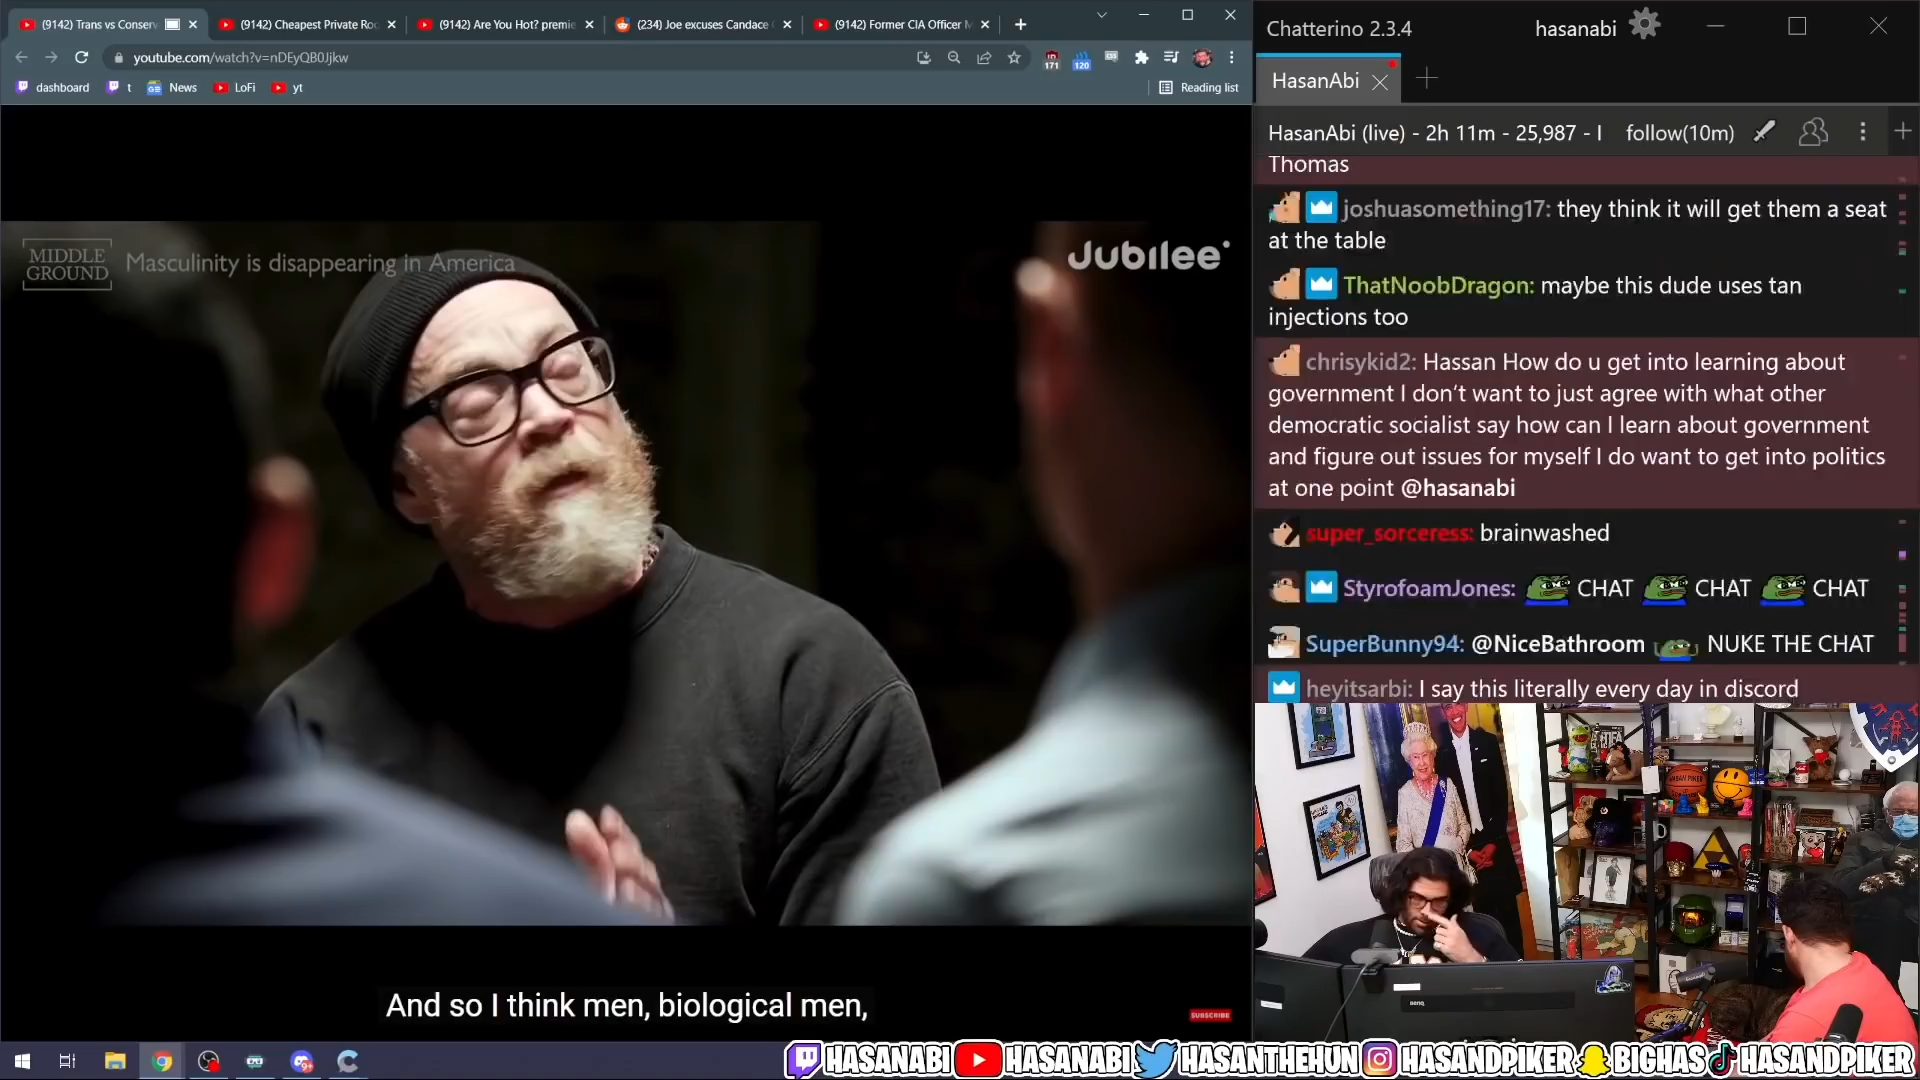 (9142) Trans vs Conserv
(9142) Cheapest Private Roo
(9142) Are You Hot? premie
(234) Joe excuses Candace
(9142) Former CIA Officer
youtube.com/watch?v=nDEyQB0Jjkw
171
120
dashboard
t
News
LoFi
yt
Reading list
MIDDLE
GROUND
Masculinity is disappearing in America
Jubilee
And so I think men, biological men,
SUBSCRIBE
Chatterino 2.3.4
hasanabi
HasanAbi
HasanAbi (live) - 2h 11m - 25,987 - I
follow(10m)
Thomas
joshuasomething17: they think it will get them a seat
at the table
ThatNoobDragon: maybe this dude uses tan
injections too
chrisykid2: Hassan How do u get into learning about
government I don't want to just agree with what other
democratic socialist say how can I learn about government
and figure out issues for myself I do want to get into politics
at one point @hasanabi
super_sorceress: brainwashed
StyrofoamJones: CHAT CHAT CHAT
SuperBunny94: @NiceBathroom NUKE THE CHAT
heyitsarbi: I say this literally every day in discord
HASANABI
HASANABI
HASANTHEHUN
HASANDPIKER
BIGHAS
HASANDPIKER